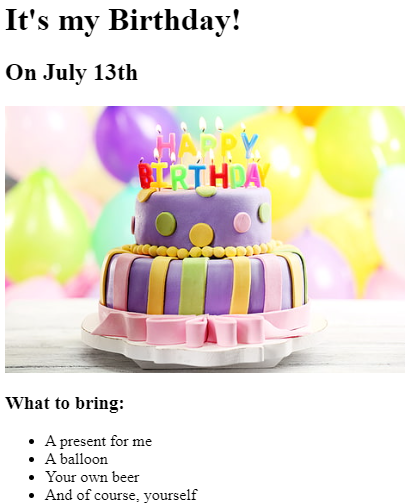 It's my Birthday!
On July 13th
HAPPY
BIRTHDAY
What to bring:
A present for me
A balloon
Your own beer
And of course, yourself